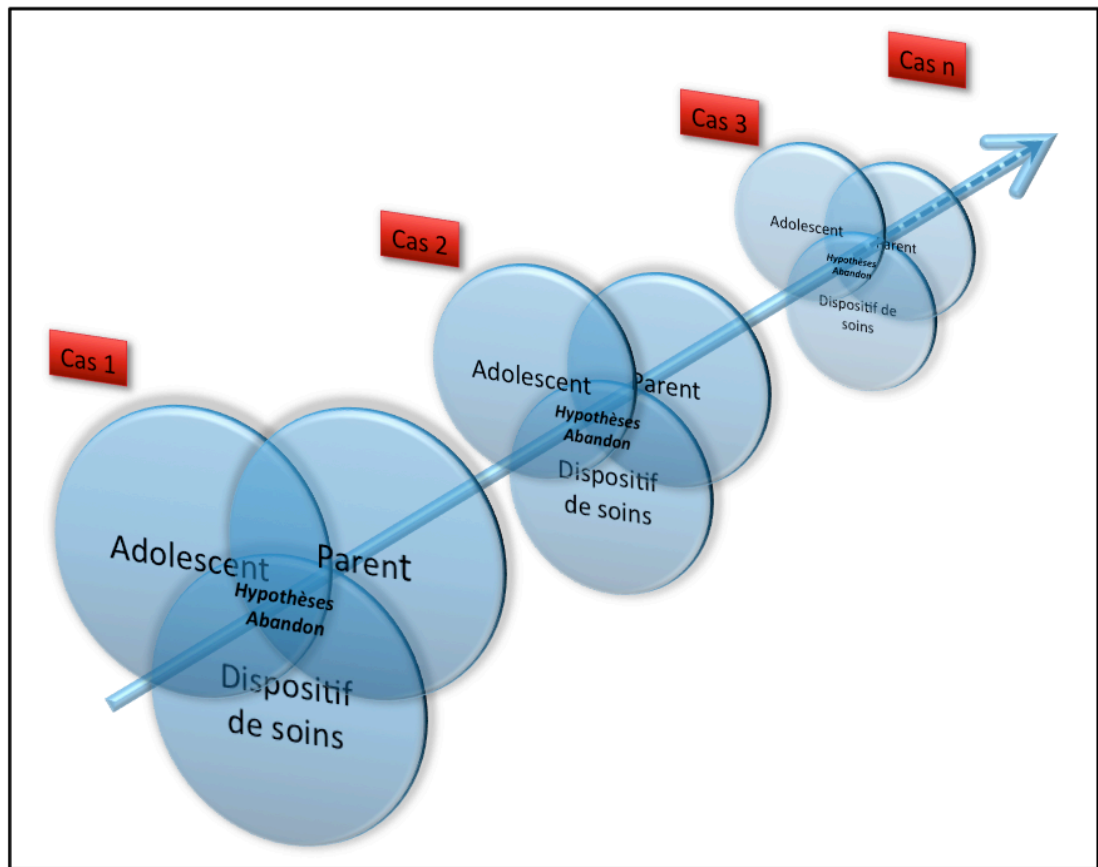 Cas 1
Adolescent
Parent
Hypothèses
Abandon
Dispositif
de soins
Cas 2
Adolescent
Parent
Hypothèses
Abandon
Dispositif
de soins
Cas 3
Adolescent
Parent
Hypothèses
Abandon
Dispositif de
soins
Cas n